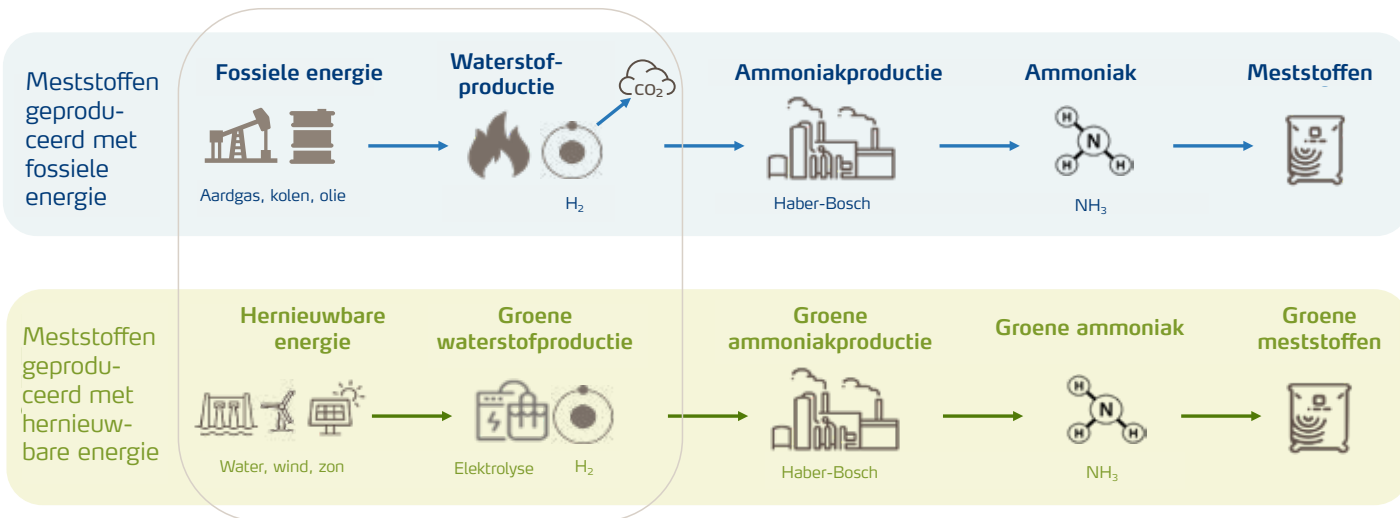 Meststoffen
geprodu-
ceerd met
fossiele
energie
Fossiele energie
Aardgas, kolen, olie
Waterstof-
productie
CO₂
H₂
Ammoniakproductie
Haber-Bosch
Ammoniak
H
N
H
H
NH₃
Meststoffen
Meststoffen
geprodu-
ceerd met
hernieuw-
bare energie
Hernieuwbare
energie
Water, wind, zon
Groene
waterstofproductie
Elektrolyse
H₂
Groene
ammoniakproductie
Haber-Bosch
Groene ammoniak
H
N
H
H
NH₃
Groene
meststoffen